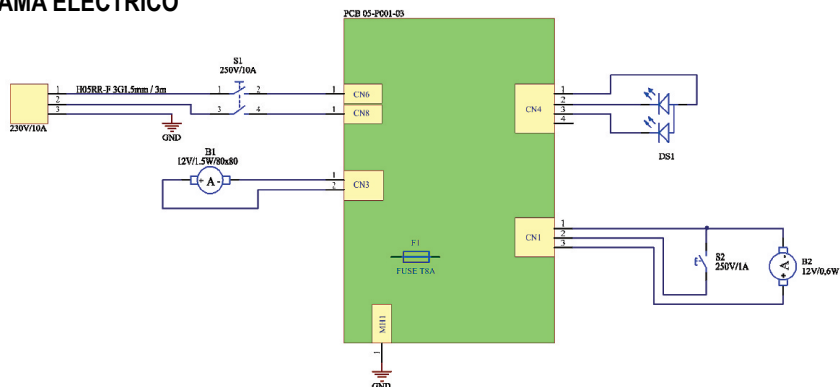 AMA ELÉCTRICO
PCB 05-P001-03
S1
250V/10A
1
2
3
H05RR-F 3G1.5mm / 3m
1
2
3
4
230V/10A
GND
1
CN6
1
CN8
B1
12V/1.5W/80x80
+ A -
1
2
CN3
F1
FUSE T8A
MH1
1
GND
CN4
1
2
3
4
DS1
CN1
1
2
3
S2
250V/1A
- A +
B2
12V/0,6W